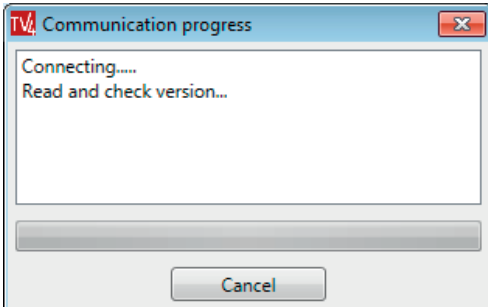 TV4 Communication progress
Connecting.....
Read and check version...
Cancel